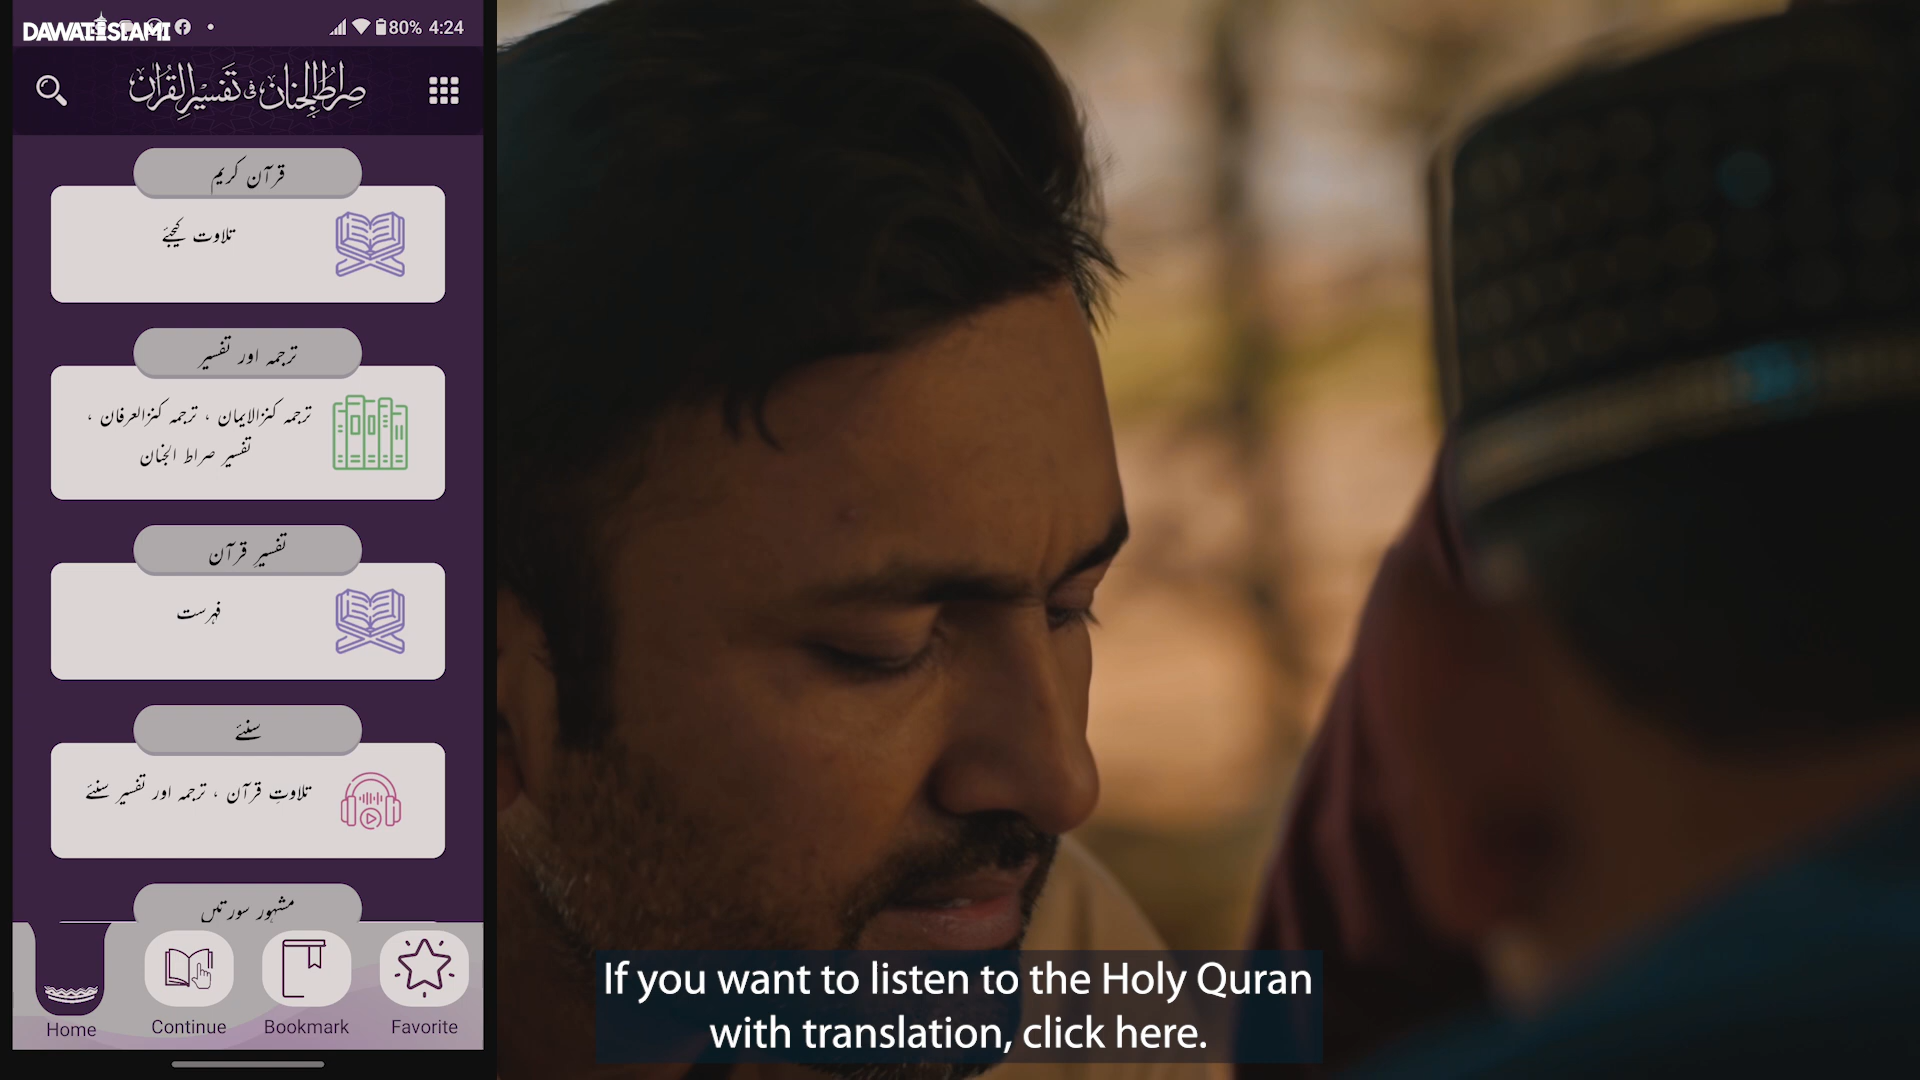 DAWAT-E-ISLAMI
80% 4:24
صراط الجنان فی تفسیر القرآن
قرآن کریم
تلاوت کیجئے
ترجمہ اور تفسیر
ترجمہ کنزالایمان ، ترجمہ کنزالعرفان ،
تفسیر صراط الجنان
تفسیرِ قرآن
فہرست
سنئے
تلاوتِ قرآن ، ترجمہ اور تفسیر سنئے
مشہور سورتیں
Home
Continue
Bookmark
Favorite
If you want to listen to the Holy Quran
with translation, click here.